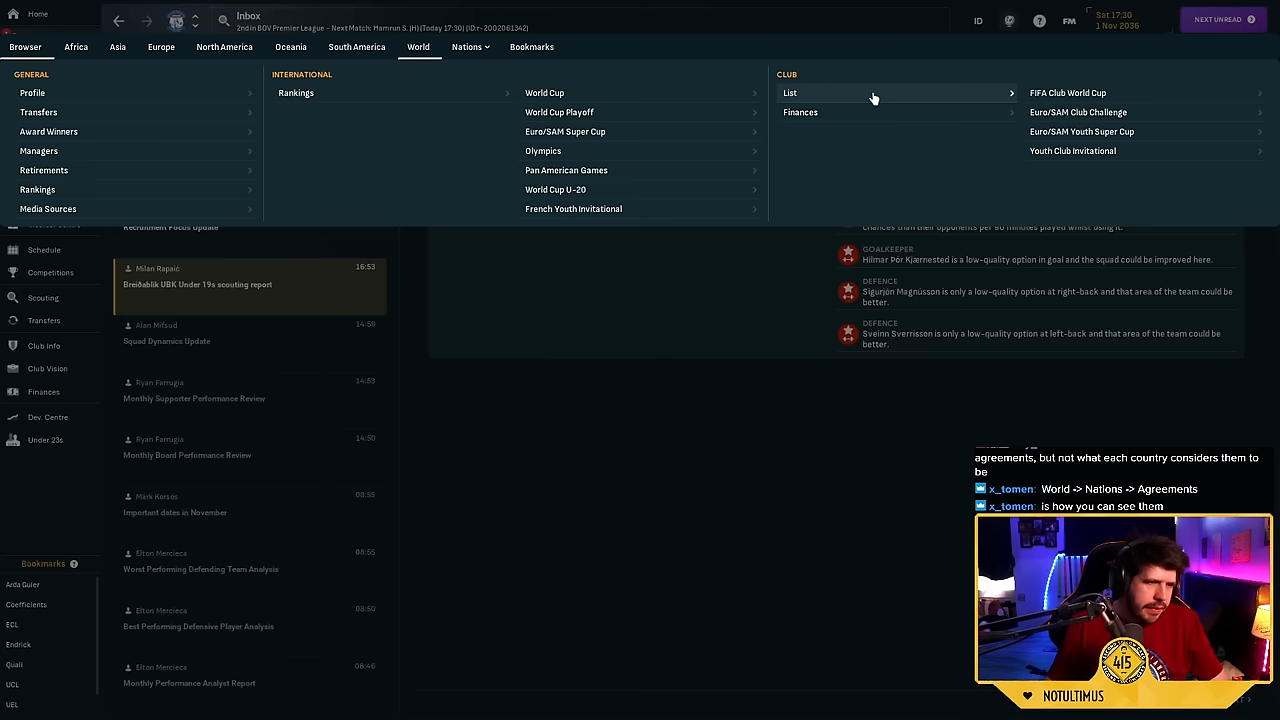 Home
Inbox
2nd in BOV Premier League - Next Match: Hamrun S. (H) (Today 17:30) (ID:r-2002061342)
ID
FM
Sat 17:30
1 Nov 2036
NEXT UNREAD
Browser
Africa
Asia
Europe
North America
Oceania
South America
World
Nations
Bookmarks
GENERAL
Profile
Transfers
Award Winners
Managers
Retirements
Rankings
Media Sources
INTERNATIONAL
Rankings
World Cup
World Cup Playoff
Euro/SAM Super Cup
Olympics
Pan American Games
World Cup U-20
French Youth Invitational
CLUB
List
Finances
FIFA Club World Cup
Euro/SAM Club Challenge
Euro/SAM Youth Super Cup
Youth Club Invitational
Schedule
Competitions
Scouting
Transfers
Club Info
Club Vision
Finances
Dev. Centre
Under 23s
Recruitment Focus Update
Milan Rapaić 16:53
Breiðablik UBK Under 19s scouting report
Alan Mifsud 14:59
Squad Dynamics Update
Ryan Farrugia 14:53
Monthly Supporter Performance Review
Ryan Farrugia 14:50
Monthly Board Performance Review
Márk Korsós 08:55
Important dates in November
Elton Mercieca 08:55
Worst Performing Defending Team Analysis
Elton Mercieca 08:50
Best Performing Defensive Player Analysis
Elton Mercieca 08:46
Monthly Performance Analyst Report
chances than their opponents per 90 minutes played whilst using it.
GOALKEEPER
Hilmar Þór Kjærnested is a low-quality option in goal and the squad could be improved here.
DEFENCE
Sigurjón Magnússon is only a low-quality option at right-back and that area of the team could be
better.
DEFENCE
Sveinn Sverrisson is only a low-quality option at left-back and that area of the team could be
better.
Bookmarks
Arda Guler
Coefficients
ECL
Endrick
Quali
UCL
UEL
agreements, but not what each country considers them to
be
x_tomen: World -> Nations -> Agreements
x_tomen: is how you can see them
415
NOTULTIMUS